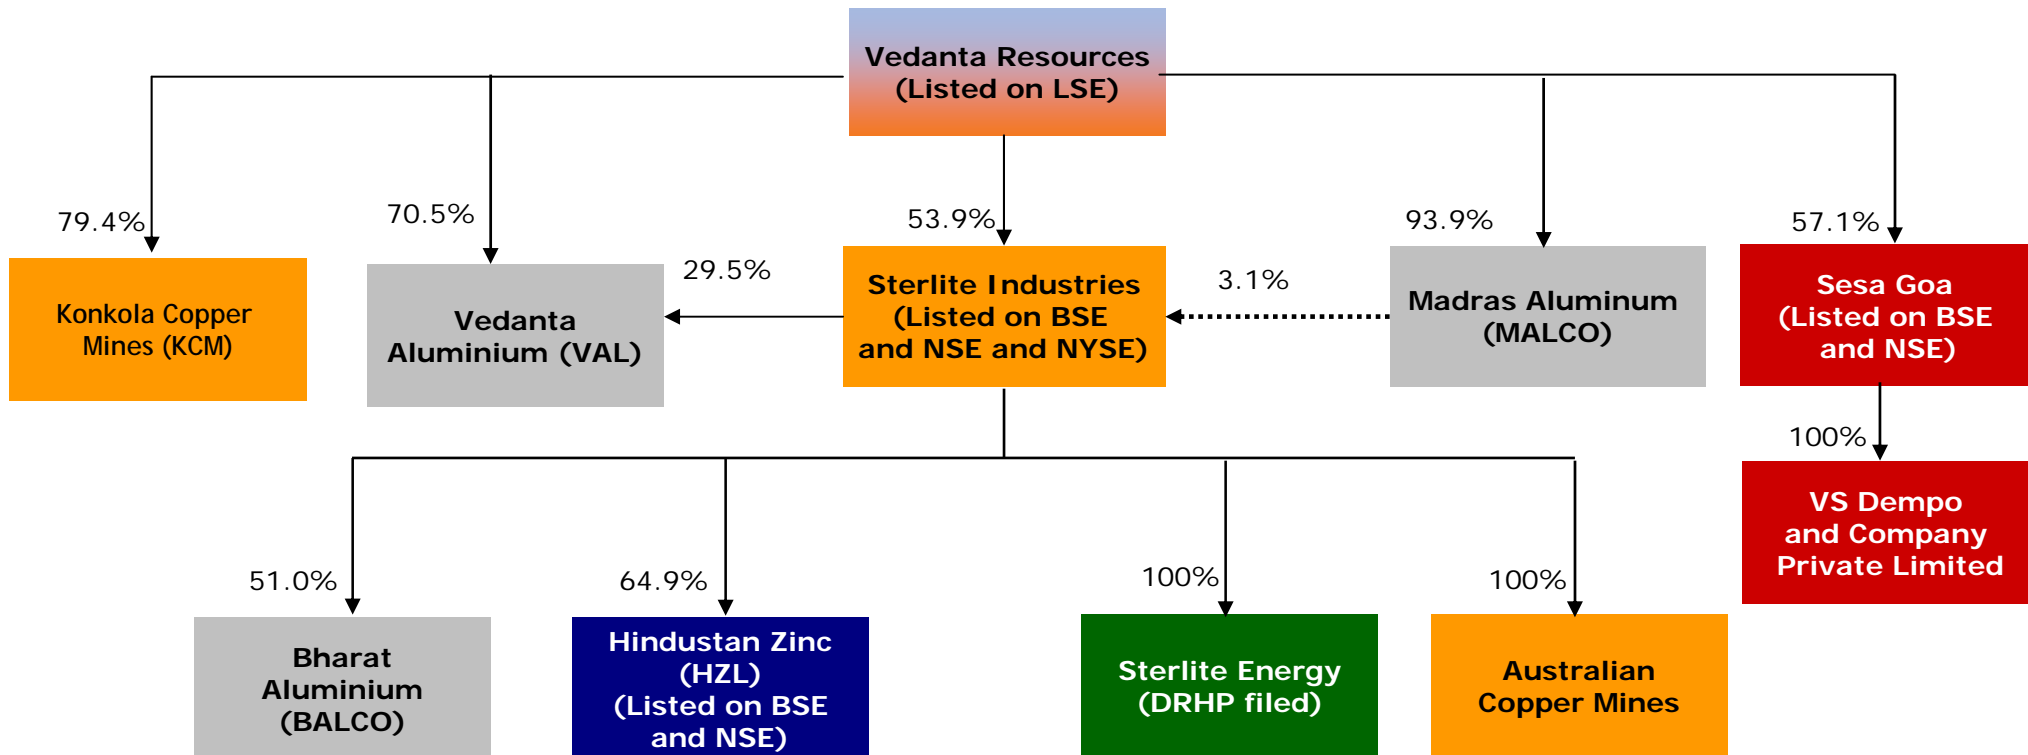 Vedanta Resources
(Listed on LSE)
79.4%
70.5%
53.9%
93.9%
57.1%
Konkola Copper
Mines (KCM)
Vedanta
Aluminium (VAL)
29.5%
Sterlite Industries
(Listed on BSE
and NSE and NYSE)
3.1%
Madras Aluminum
(MALCO)
Sesa Goa
(Listed on BSE
and NSE)
100%
VS Dempo
and Company
Private Limited
51.0%
64.9%
100%
100%
Bharat
Aluminium
(BALCO)
Hindustan Zinc
(HZL)
(Listed on BSE
and NSE)
Sterlite Energy
(DRHP filed)
Australian
Copper Mines